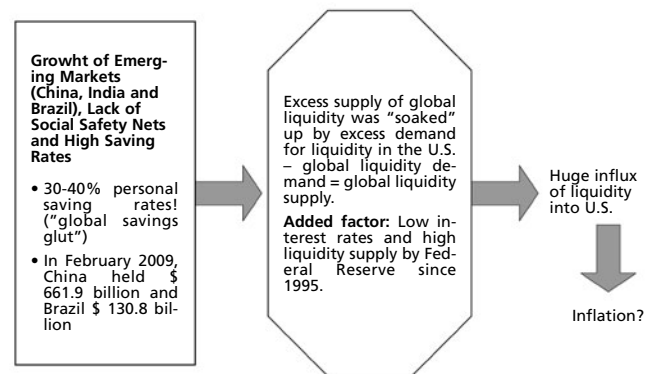 Growht of Emerg-
ing Markets
(China, India and
Brazil), Lack of
Social Safety Nets
and High Saving
Rates
• 30-40% personal
saving rates!
("global savings
glut")
• In February 2009,
China held $
661.9 billion and
Brazil $ 130.8 bil-
lion
Excess supply of global
liquidity was “soaked”
up by excess demand
for liquidity in the U.S.
– global liquidity de-
mand = global liquidity
supply.
Added factor: Low in-
terest rates and high
liquidity supply by Fed-
eral Reserve since
1995.
Huge influx
of liquidity
into U.S.
Inflation?